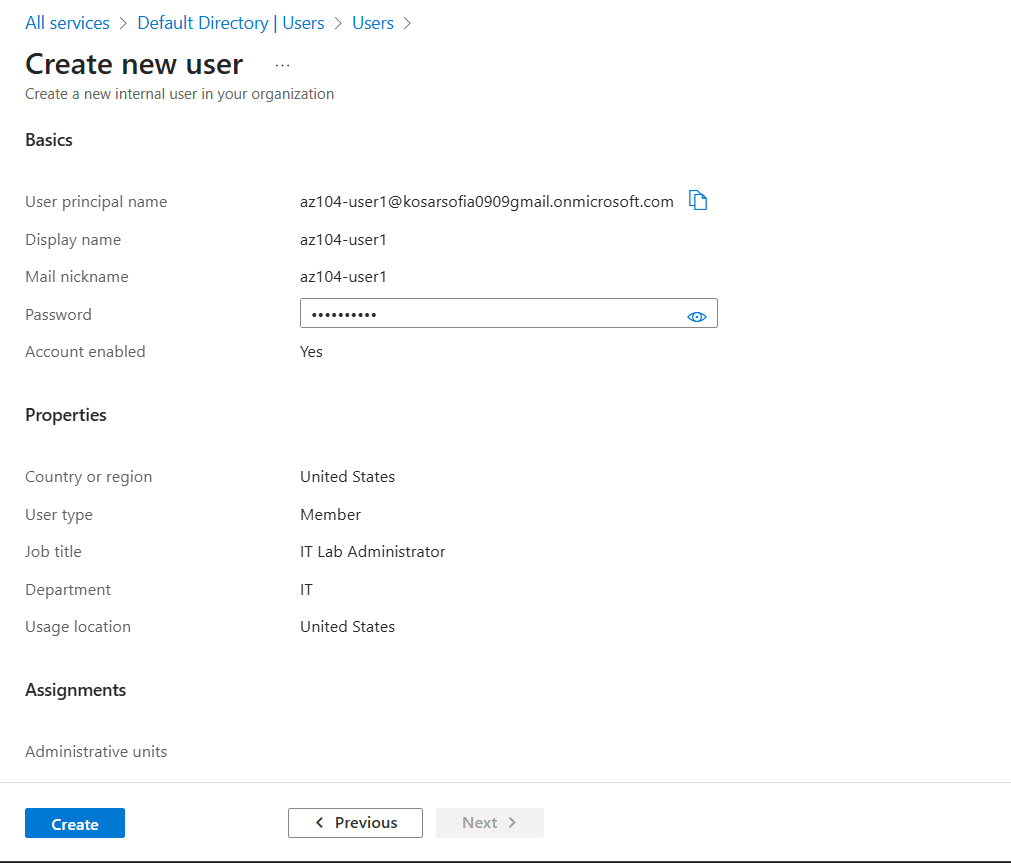 All services > Default Directory | Users > Users >
Create new user ...
Create a new internal user in your organization
Basics
User principal name az104-user1@kosarsofia0909gmail.onmicrosoft.com
Display name az104-user1
Mail nickname az104-user1
Password ••••••••••
Account enabled Yes
Properties
Country or region United States
User type Member
Job title IT Lab Administrator
Department IT
Usage location United States
Assignments
Administrative units
Create < Previous Next >